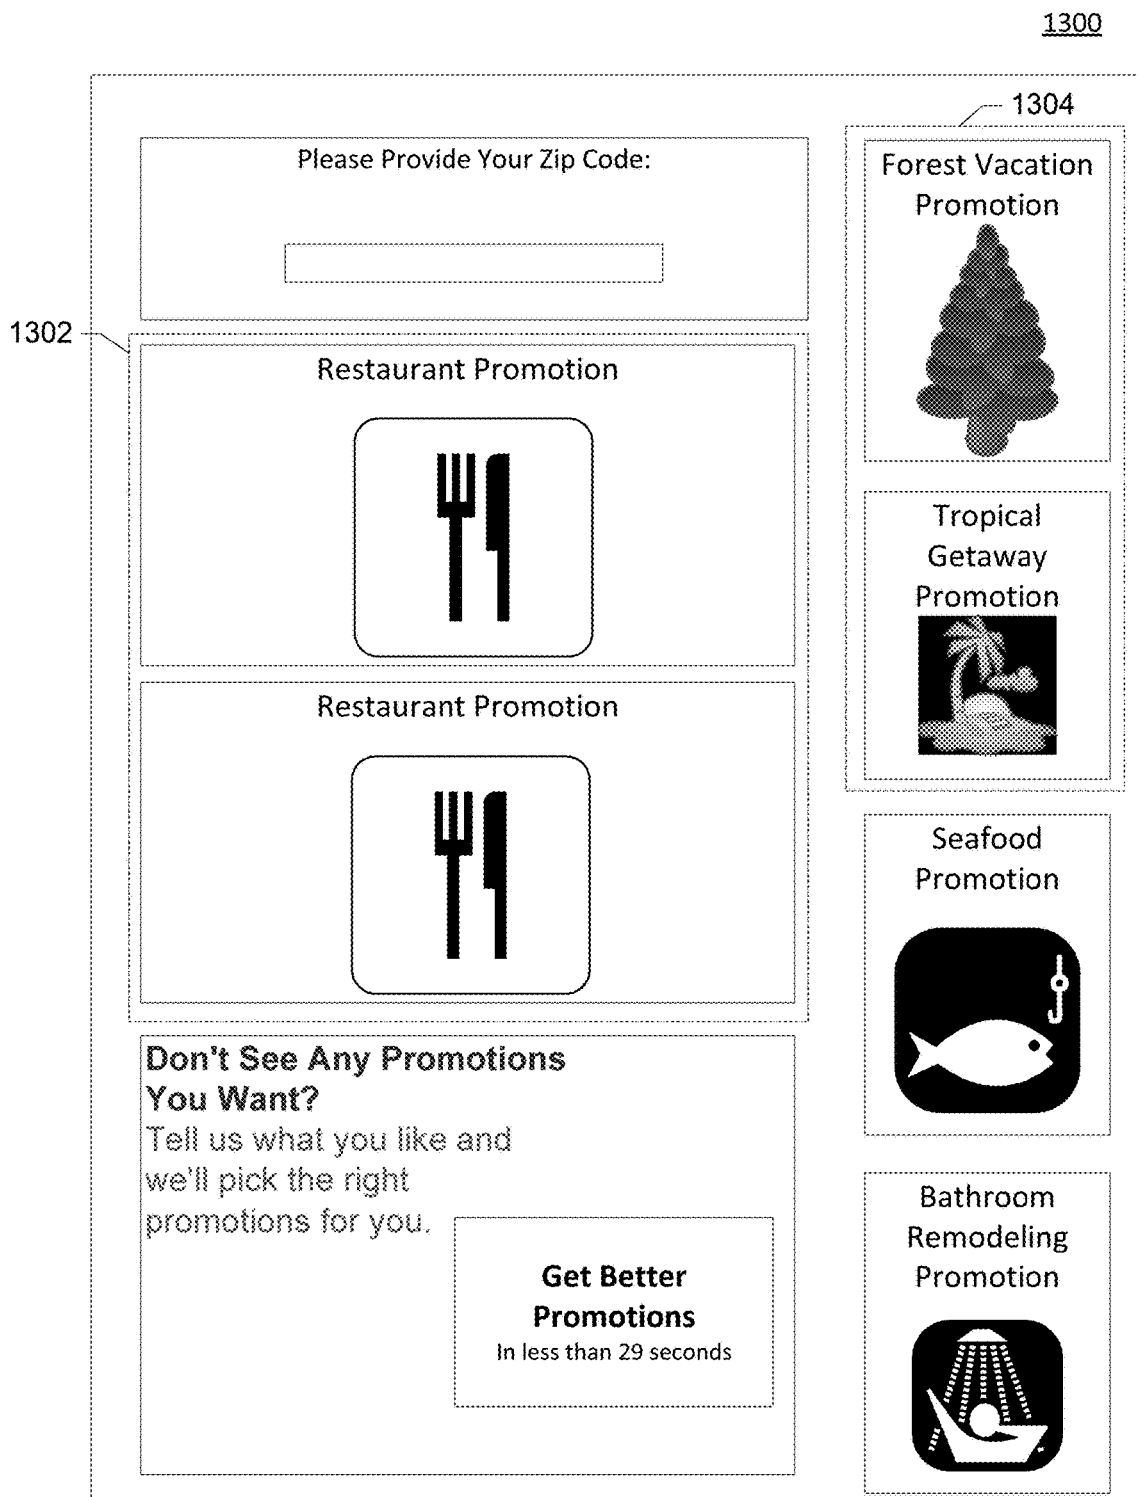 1300
1304
Please Provide Your Zip Code:
1302
Restaurant Promotion
Restaurant Promotion
Don't See Any Promotions
You Want?
Tell us what you like and
we'll pick the right
promotions for you.
Get Better
Promotions
In less than 29 seconds
Forest Vacation
Promotion
Tropical
Getaway
Promotion
Seafood
Promotion
Bathroom
Remodeling
Promotion